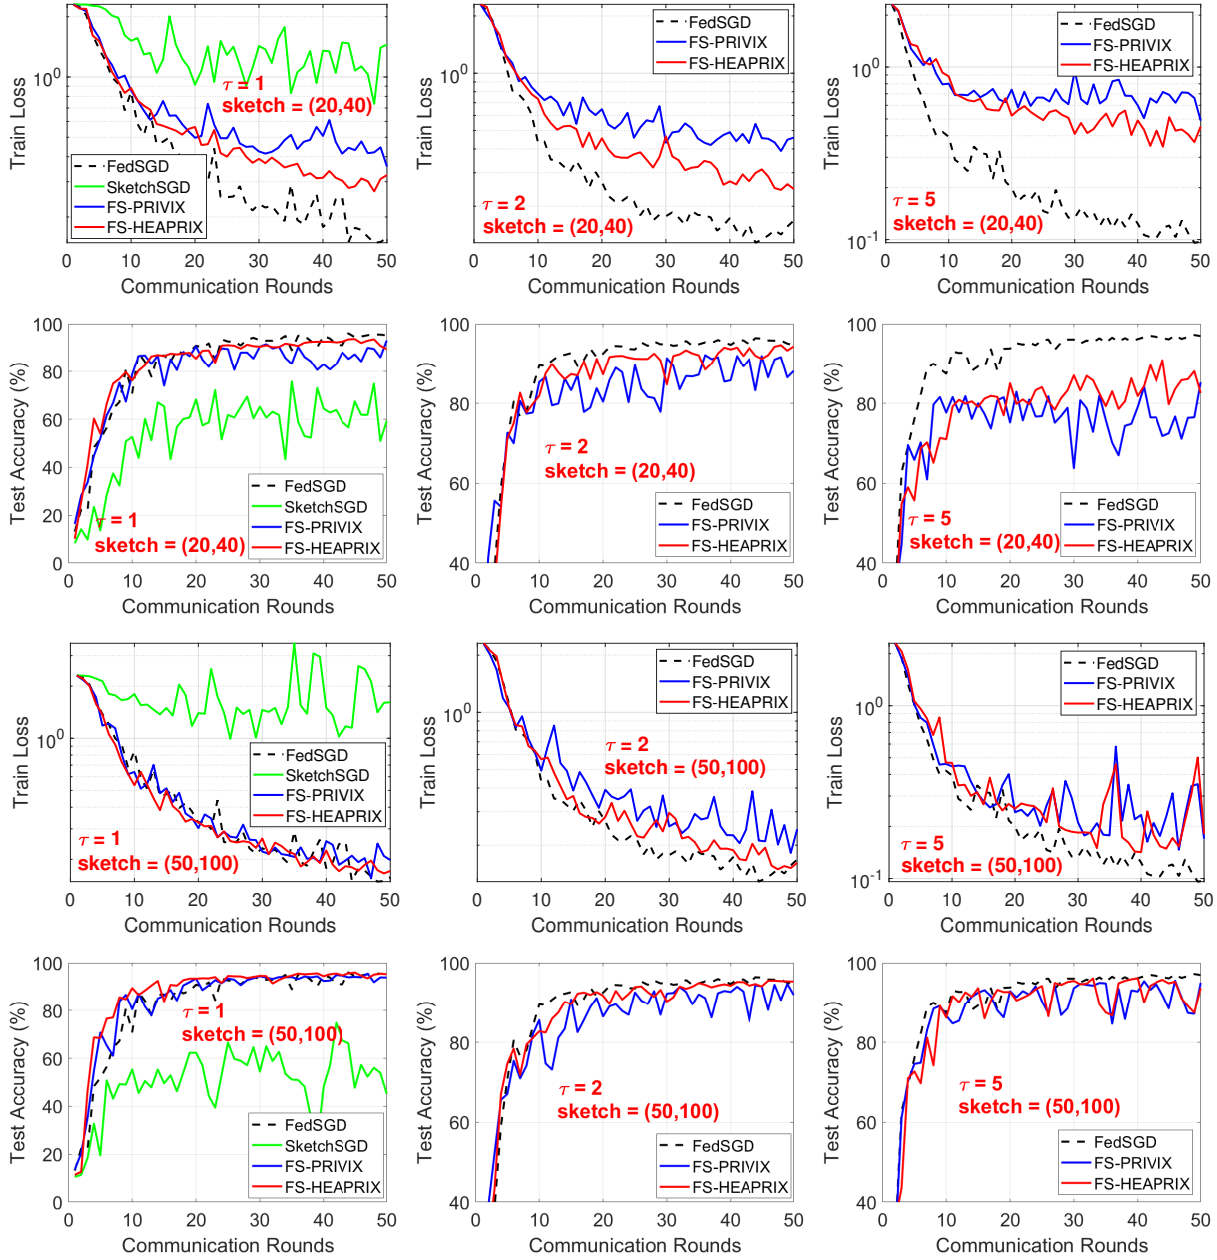 Train Loss
10^0
τ = 1
sketch = (20,40)
FedSGD
SketchSGD
FS-PRIVIX
FS-HEAPRIX
0 10 20 30 40 50
Communication Rounds
Train Loss
10^0
FedSGD
FS-PRIVIX
FS-HEAPRIX
τ = 2
sketch = (20,40)
0 10 20 30 40 50
Communication Rounds
Train Loss
10^0
10^-1
FedSGD
FS-PRIVIX
FS-HEAPRIX
τ = 5
sketch = (20,40)
0 10 20 30 40 50
Communication Rounds
Test Accuracy (%)
100
80
60
40
20
0
τ = 1
sketch = (20,40)
FedSGD
SketchSGD
FS-PRIVIX
FS-HEAPRIX
0 10 20 30 40 50
Communication Rounds
Test Accuracy (%)
100
80
60
40
τ = 2
sketch = (20,40)
FedSGD
FS-PRIVIX
FS-HEAPRIX
0 10 20 30 40 50
Communication Rounds
Test Accuracy (%)
100
80
60
40
τ = 5
sketch = (20,40)
FedSGD
FS-PRIVIX
FS-HEAPRIX
0 10 20 30 40 50
Communication Rounds
Train Loss
10^0
FedSGD
SketchSGD
FS-PRIVIX
FS-HEAPRIX
τ = 1
sketch = (50,100)
0 10 20 30 40 50
Communication Rounds
Train Loss
10^0
FedSGD
FS-PRIVIX
FS-HEAPRIX
τ = 2
sketch = (50,100)
0 10 20 30 40 50
Communication Rounds
Train Loss
10^0
10^-1
FedSGD
FS-PRIVIX
FS-HEAPRIX
τ = 5
sketch = (50,100)
0 10 20 30 40 50
Communication Rounds
Test Accuracy (%)
100
80
60
40
20
0
τ = 1
sketch = (50,100)
FedSGD
SketchSGD
FS-PRIVIX
FS-HEAPRIX
0 10 20 30 40 50
Communication Rounds
Test Accuracy (%)
100
80
60
40
τ = 2
sketch = (50,100)
FedSGD
FS-PRIVIX
FS-HEAPRIX
0 10 20 30 40 50
Communication Rounds
Test Accuracy (%)
100
80
60
40
τ = 5
sketch = (50,100)
FedSGD
FS-PRIVIX
FS-HEAPRIX
0 10 20 30 40 50
Communication Rounds